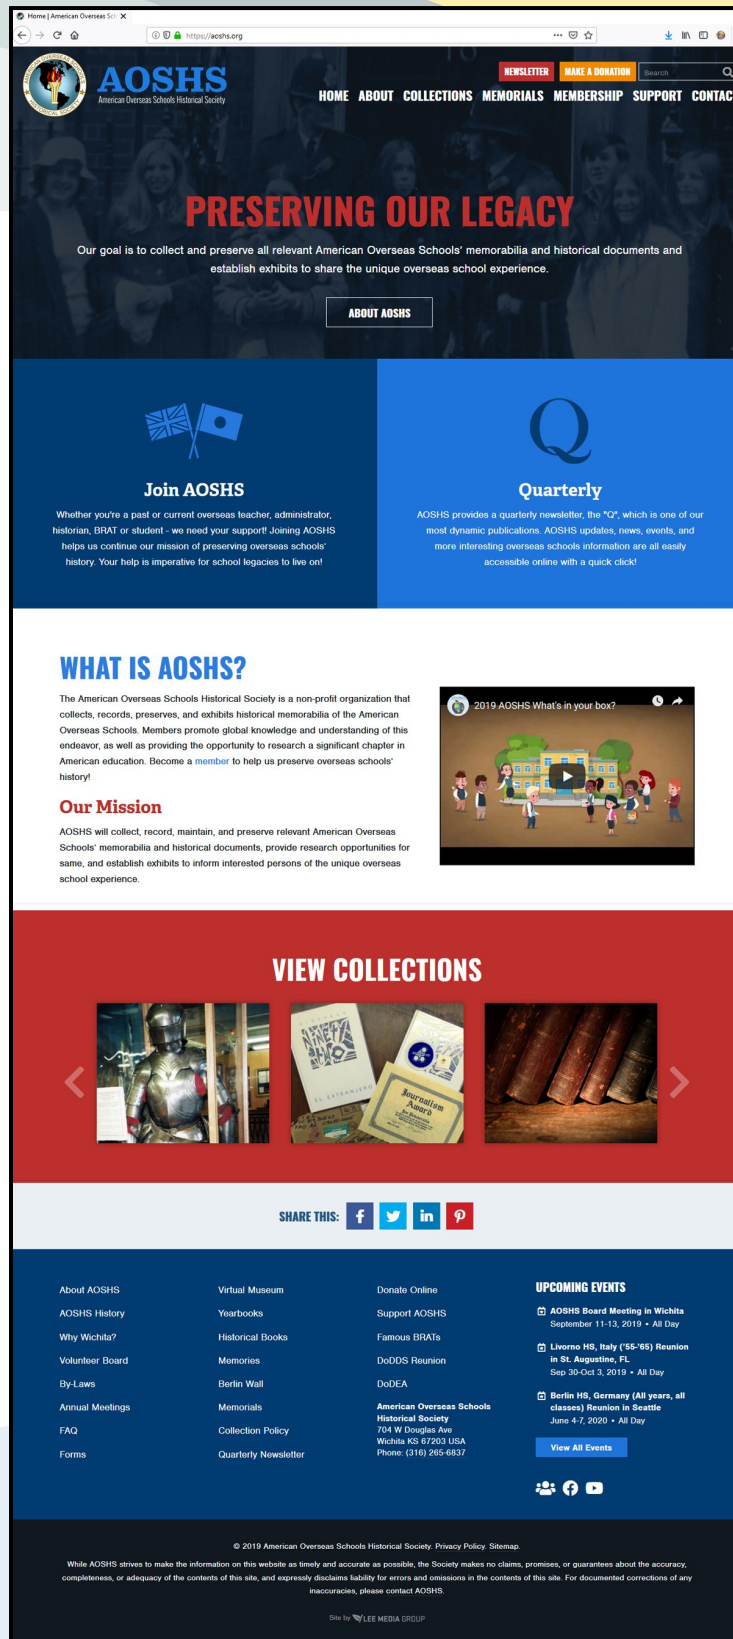 Home | American Overseas Sch
https://aoshs.org
AMERICAN OVERSEAS SCHOOLS
HISTORICAL SOCIETY
AOSHS
American Overseas Schools Historical Society
NEWSLETTER
MAKE A DONATION
Search
HOME ABOUT COLLECTIONS MEMORIALS MEMBERSHIP SUPPORT CONTAC
PRESERVING OUR LEGACY
Our goal is to collect and preserve all relevant American Overseas Schools' memorabilia and historical documents and
establish exhibits to share the unique overseas school experience.
ABOUT AOSHS
Join AOSHS
Whether you're a past or current overseas teacher, administrator,
historian, BRAT or student - we need your support! Joining AOSHS
helps us continue our mission of preserving overseas schools'
history. Your help is imperative for school legacies to live on!
Q
Quarterly
AOSHS provides a quarterly newsletter, the "Q", which is one of our
most dynamic publications. AOSHS updates, news, events, and
more interesting overseas schools information are all easily
accessible online with a quick click!
WHAT IS AOSHS?
The American Overseas Schools Historical Society is a non-profit organization that
collects, records, preserves, and exhibits historical memorabilia of the American
Overseas Schools. Members promote global knowledge and understanding of this
endeavor, as well as providing the opportunity to research a significant chapter in
American education. Become a member to help us preserve overseas schools'
history!
Our Mission
AOSHS will collect, record, maintain, and preserve relevant American Overseas
Schools' memorabilia and historical documents, provide research opportunities for
same, and establish exhibits to inform interested persons of the unique overseas
school experience.
2019 AOSHS What's in your box?
VIEW COLLECTIONS
NINETY
TWO
EL EXTRANJERO
Journalism
Award
SHARE THIS:
About AOSHS
AOSHS History
Why Wichita?
Volunteer Board
By-Laws
Annual Meetings
FAQ
Forms
Virtual Museum
Yearbooks
Historical Books
Memories
Berlin Wall
Memorials
Collection Policy
Quarterly Newsletter
Donate Online
Support AOSHS
Famous BRATs
DoDDS Reunion
DoDEA
American Overseas Schools
Historical Society
704 W Douglas Ave
Wichita KS 67203 USA
Phone: (316) 265-6837
UPCOMING EVENTS
AOSHS Board Meeting in Wichita
September 11-13, 2019 • All Day
Livorno HS, Italy ('55-'65) Reunion
in St. Augustine, FL
Sep 30-Oct 3, 2019 • All Day
Berlin HS, Germany (All years, all
classes) Reunion in Seattle
June 4-7, 2020 • All Day
View All Events
© 2019 American Overseas Schools Historical Society. Privacy Policy. Sitemap.
While AOSHS strives to make the information on this website as timely and accurate as possible, the Society makes no claims, promises, or guarantees about the accuracy,
completeness, or adequacy of the contents of this site, and expressly disclaims liability for errors and omissions in the contents of this site. For documented corrections of any
inaccuracies, please contact AOSHS.
Site by LEE MEDIA GROUP